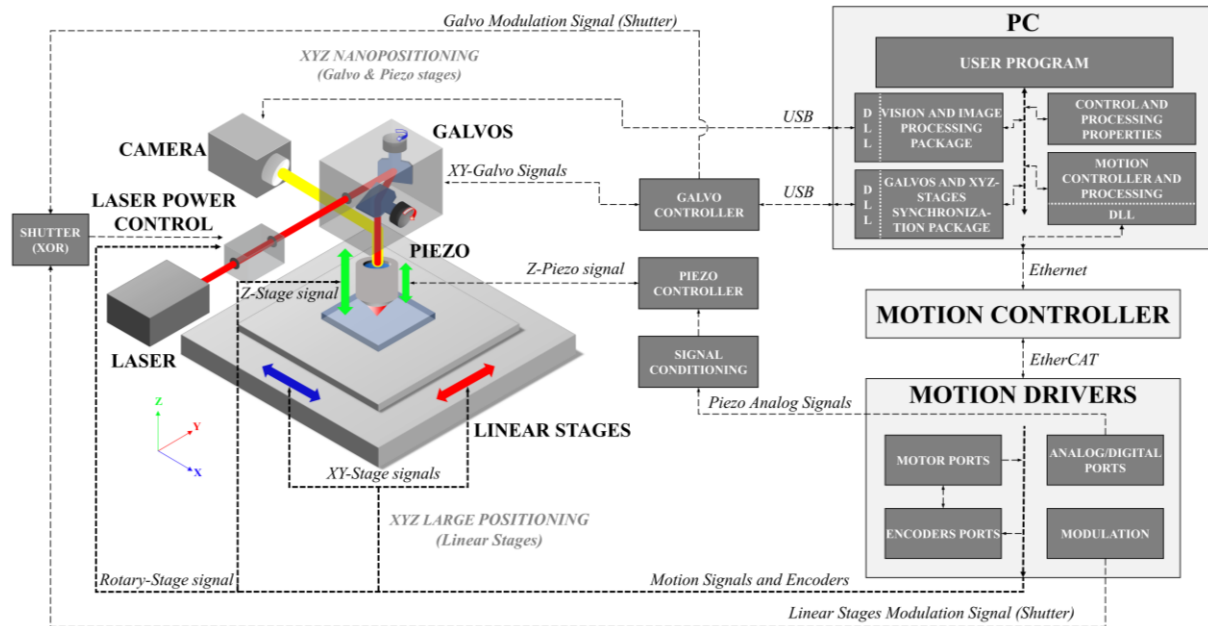 Galvo Modulation Signal (Shutter)
XYZ NANOPOSITIONING
(Galvo & Piezo stages)
CAMERA
GALVOS
XY-Galvo Signals
LASER POWER
CONTROL
SHUTTER
(XOR)
PIEZO
Z-Piezo signal
Z-Stage signal
LASER
LINEAR STAGES
XY-Stage signals
Z
Y
X
XYZ LARGE POSITIONING
(Linear Stages)
Rotary-Stage signal
Motion Signals and Encoders
Linear Stages Modulation Signal (Shutter)
GALVO
CONTROLLER
PIEZO
CONTROLLER
SIGNAL
CONDITIONING
Piezo Analog Signals
USB
USB
PC
USER PROGRAM
D
L
L
VISION AND IMAGE
PROCESSING
PACKAGE
CONTROL AND
PROCESSING
PROPERTIES
D
L
L
GALVOS AND XYZ-
STAGES
SYNCHRONIZA-
TION PACKAGE
MOTION
CONTROLLER AND
PROCESSING
DLL
Ethernet
MOTION CONTROLLER
EtherCAT
MOTION DRIVERS
MOTOR PORTS
ANALOG/DIGITAL
PORTS
ENCODERS PORTS
MODULATION